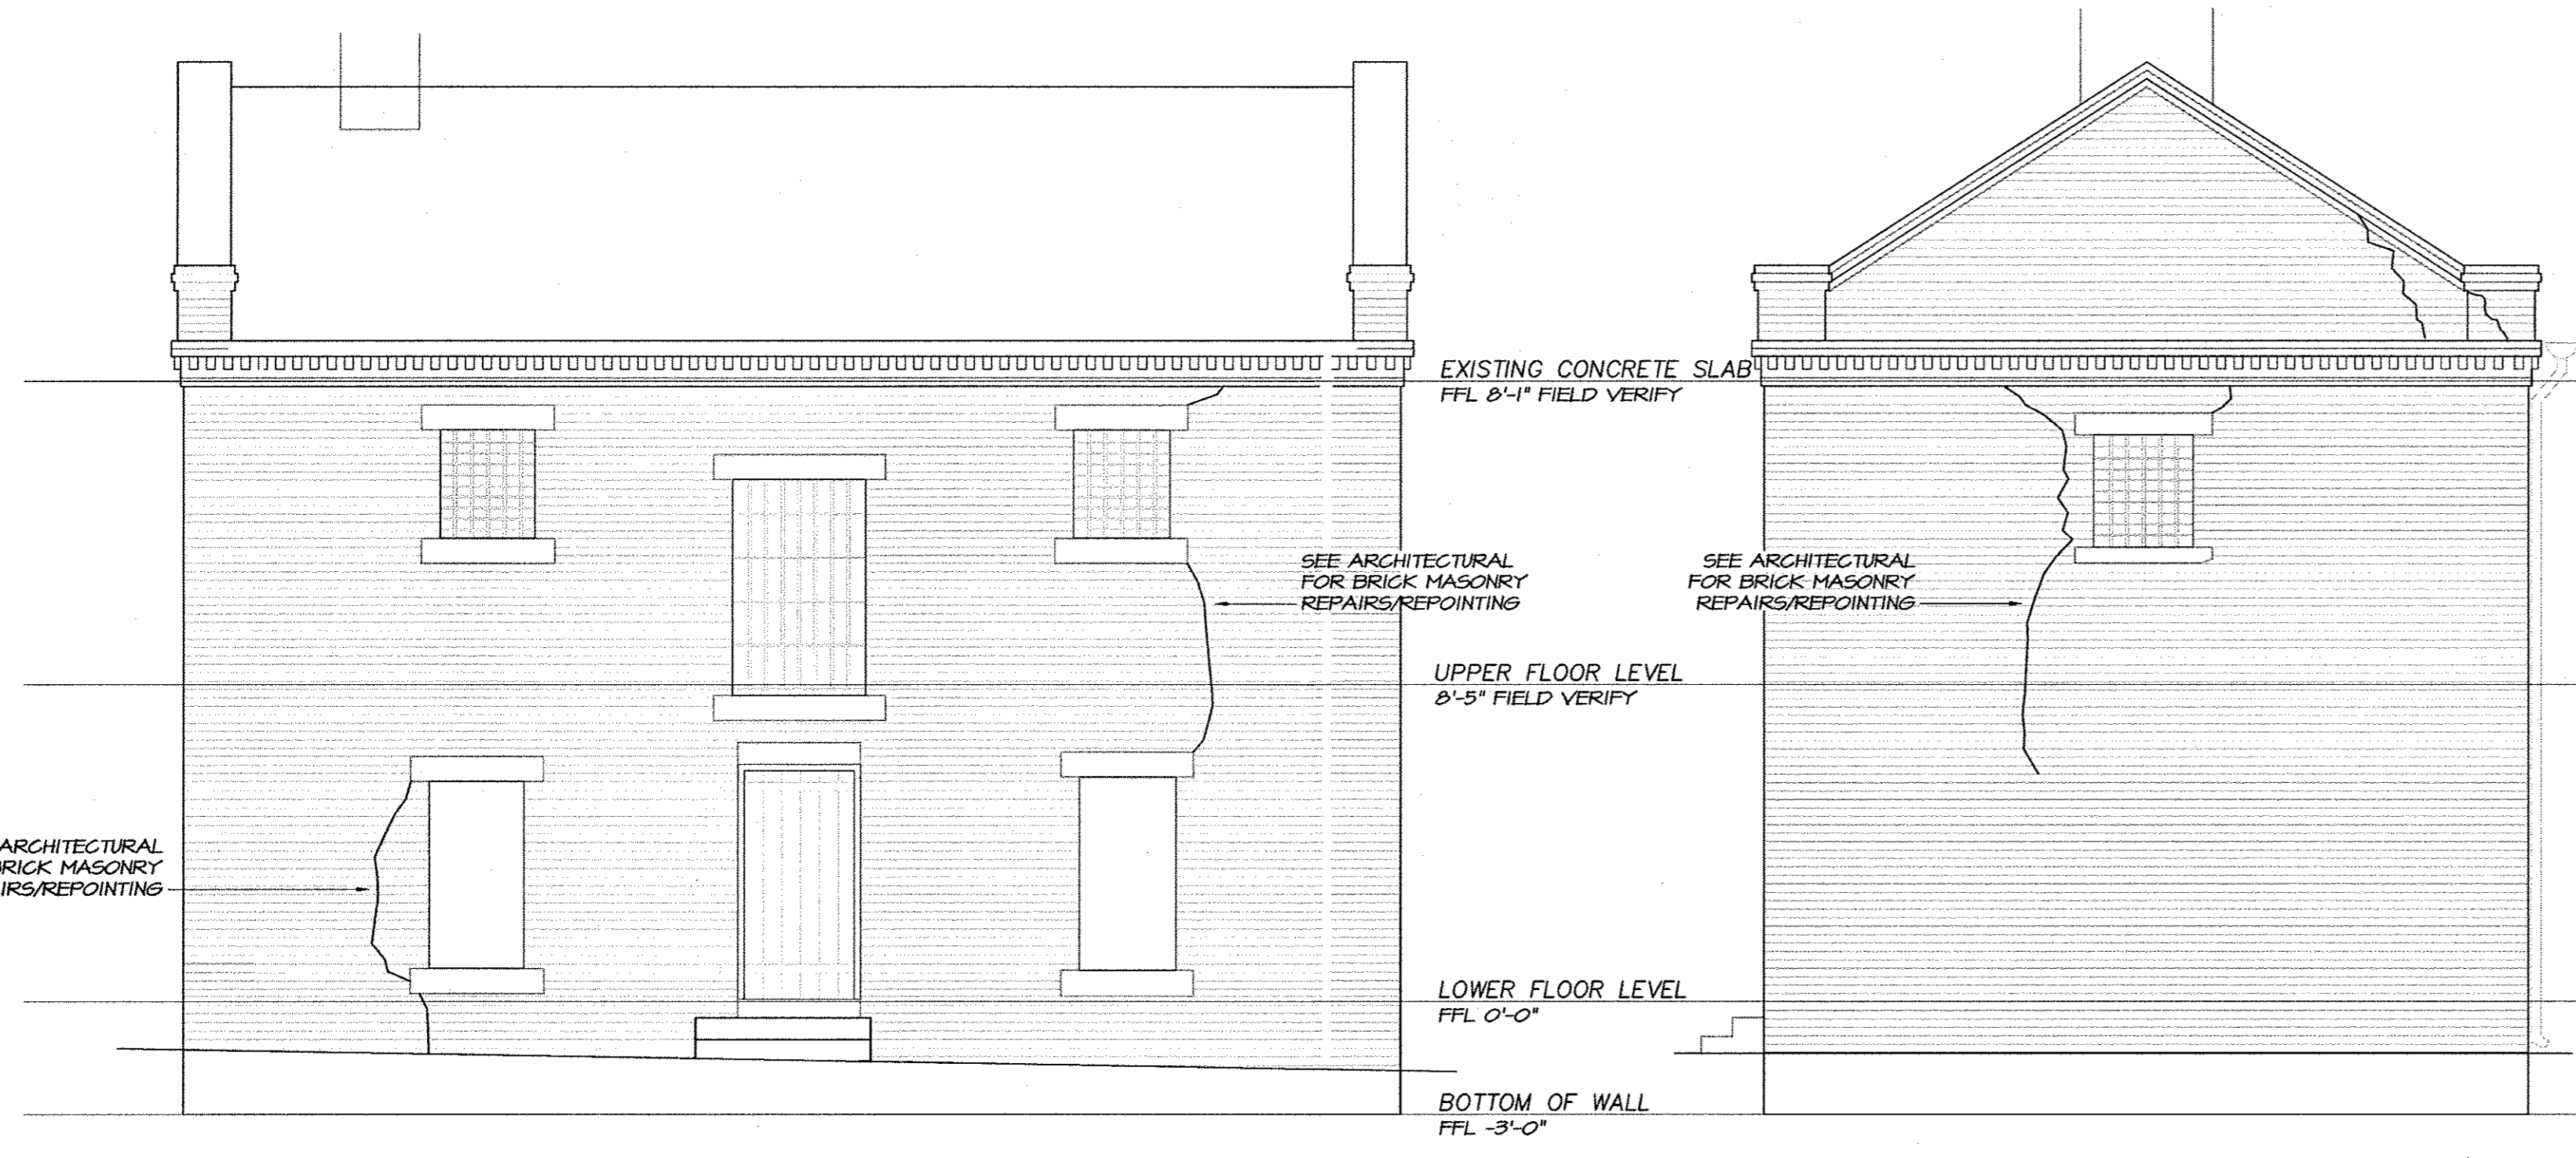 EXISTING CONCRETE SLAB
FFL 8'-1" FIELD VERIFY
SEE ARCHITECTURAL
FOR BRICK MASONRY
REPAIRS/REPOINTING
SEE ARCHITECTURAL
FOR BRICK MASONRY
REPAIRS/REPOINTING
UPPER FLOOR LEVEL
8'-5" FIELD VERIFY
ARCHITECTURAL
BRICK MASONRY
IRS/REPOINTING
LOWER FLOOR LEVEL
FFL 0'-0"
BOTTOM OF WALL
FFL -3'-0"